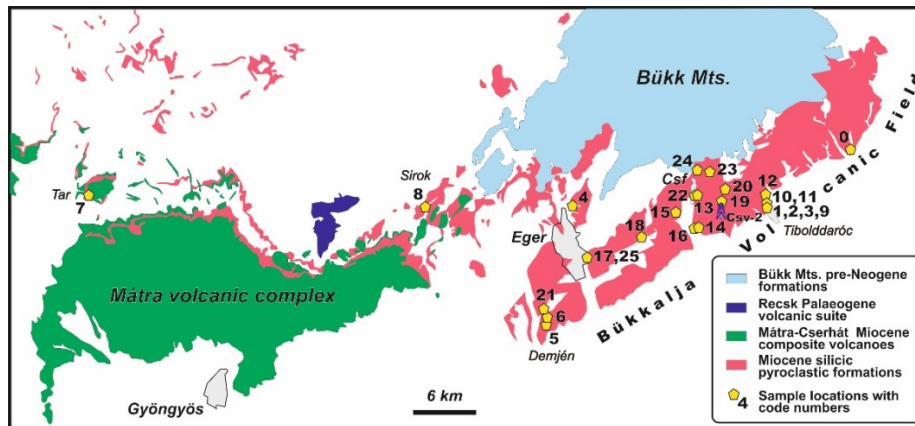 Bükk Mts.
0
24
23
Csf
Tar
7
Sirok
8
4
22
20
12
13
19
10, 11
15
Csv-2
1,2,3,9
Tibolddaróc
Eger
18
16
14
17,25
Bükkalja Volcanic Field
Mátra volcanic complex
21
6
5
Demjén
Gyöngyös
6 km
Bükk Mts. pre-Neogene
formations
Recsk Palaeogene
volcanic suite
Mátra-Cserhát Miocene
composite volcanoes
Miocene silicic
pyroclastic formations
4
Sample locations with
code numbers